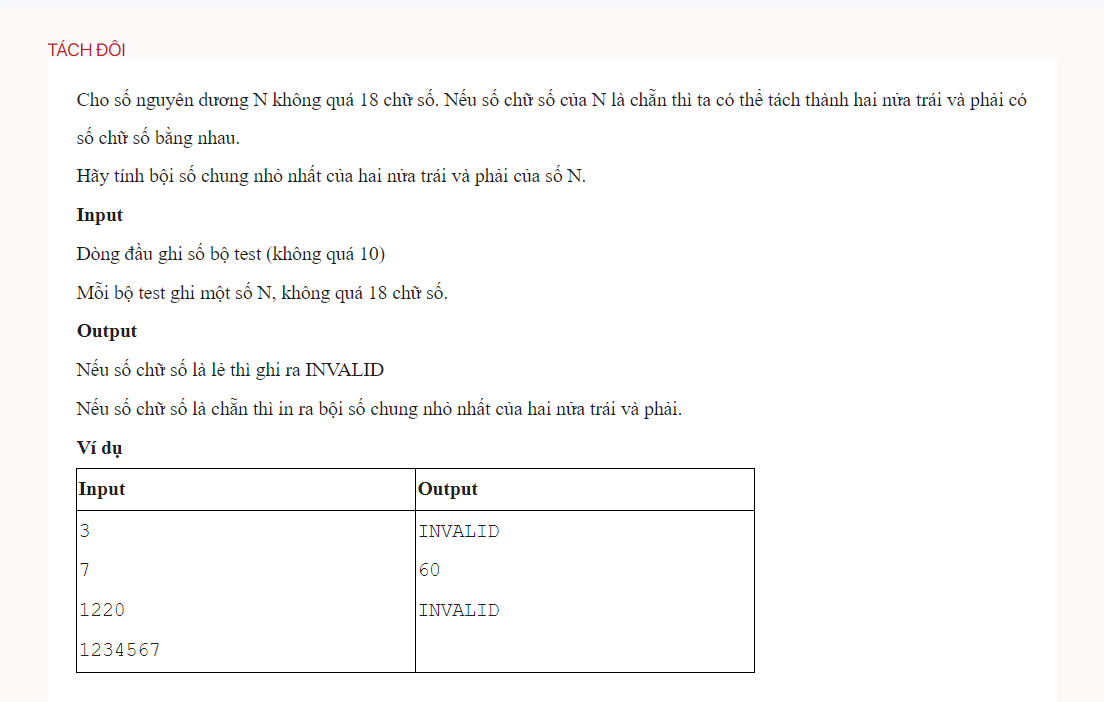 TÁCH ĐÔI
Cho số nguyên dương N không quá 18 chữ số. Nếu số chữ số của N là chẵn thì ta có thể tách thành hai nửa trái và phải có
số chữ số bằng nhau.
Hãy tính bội số chung nhỏ nhất của hai nửa trái và phải của số N.
Input
Dòng đầu ghi số bộ test (không quá 10)
Mỗi bộ test ghi một số N, không quá 18 chữ số.
Output
Nếu số chữ số là lẻ thì ghi ra INVALID
Nếu số chữ số là chẵn thì in ra bội số chung nhỏ nhất của hai nửa trái và phải.
Ví dụ
Input Output
3 INVALID
7 60
1220 INVALID
1234567